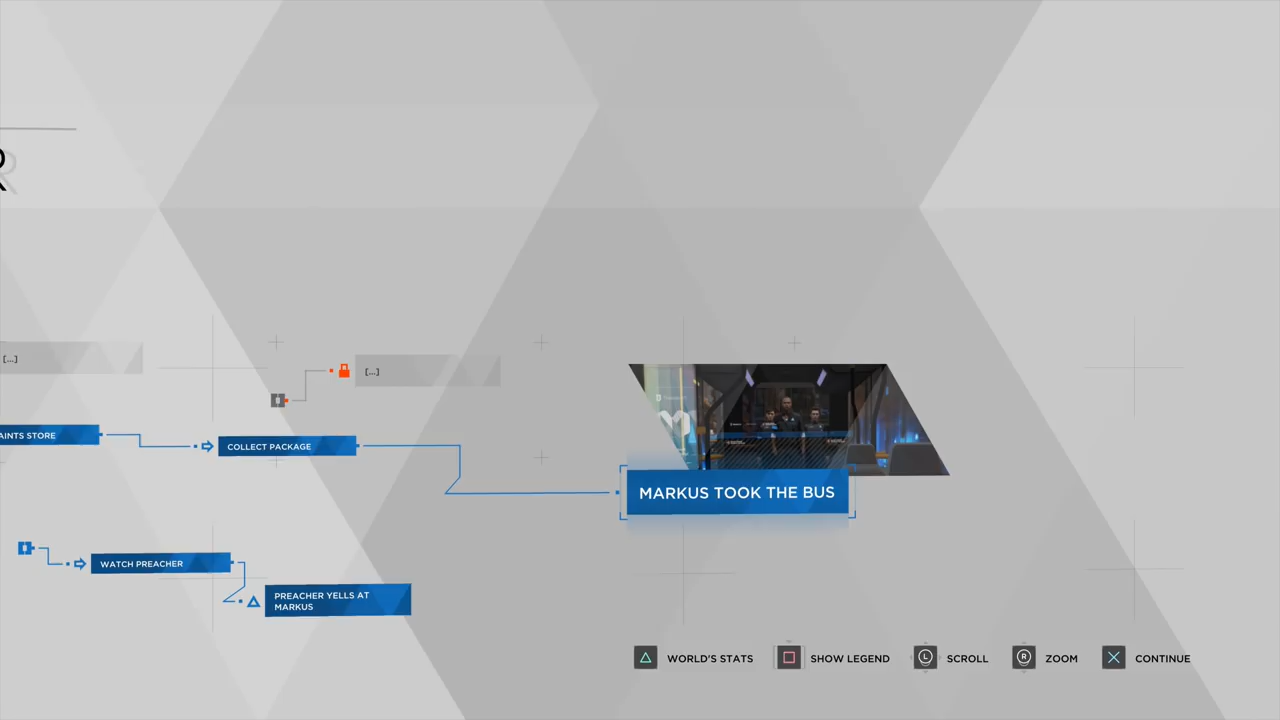 R
[...]
[...]
AINTS STORE
COLLECT PACKAGE
MARKUS TOOK THE BUS
WATCH PREACHER
PREACHER YELLS AT
MARKUS
WORLD'S STATS
SHOW LEGEND
L
SCROLL
R
ZOOM
CONTINUE